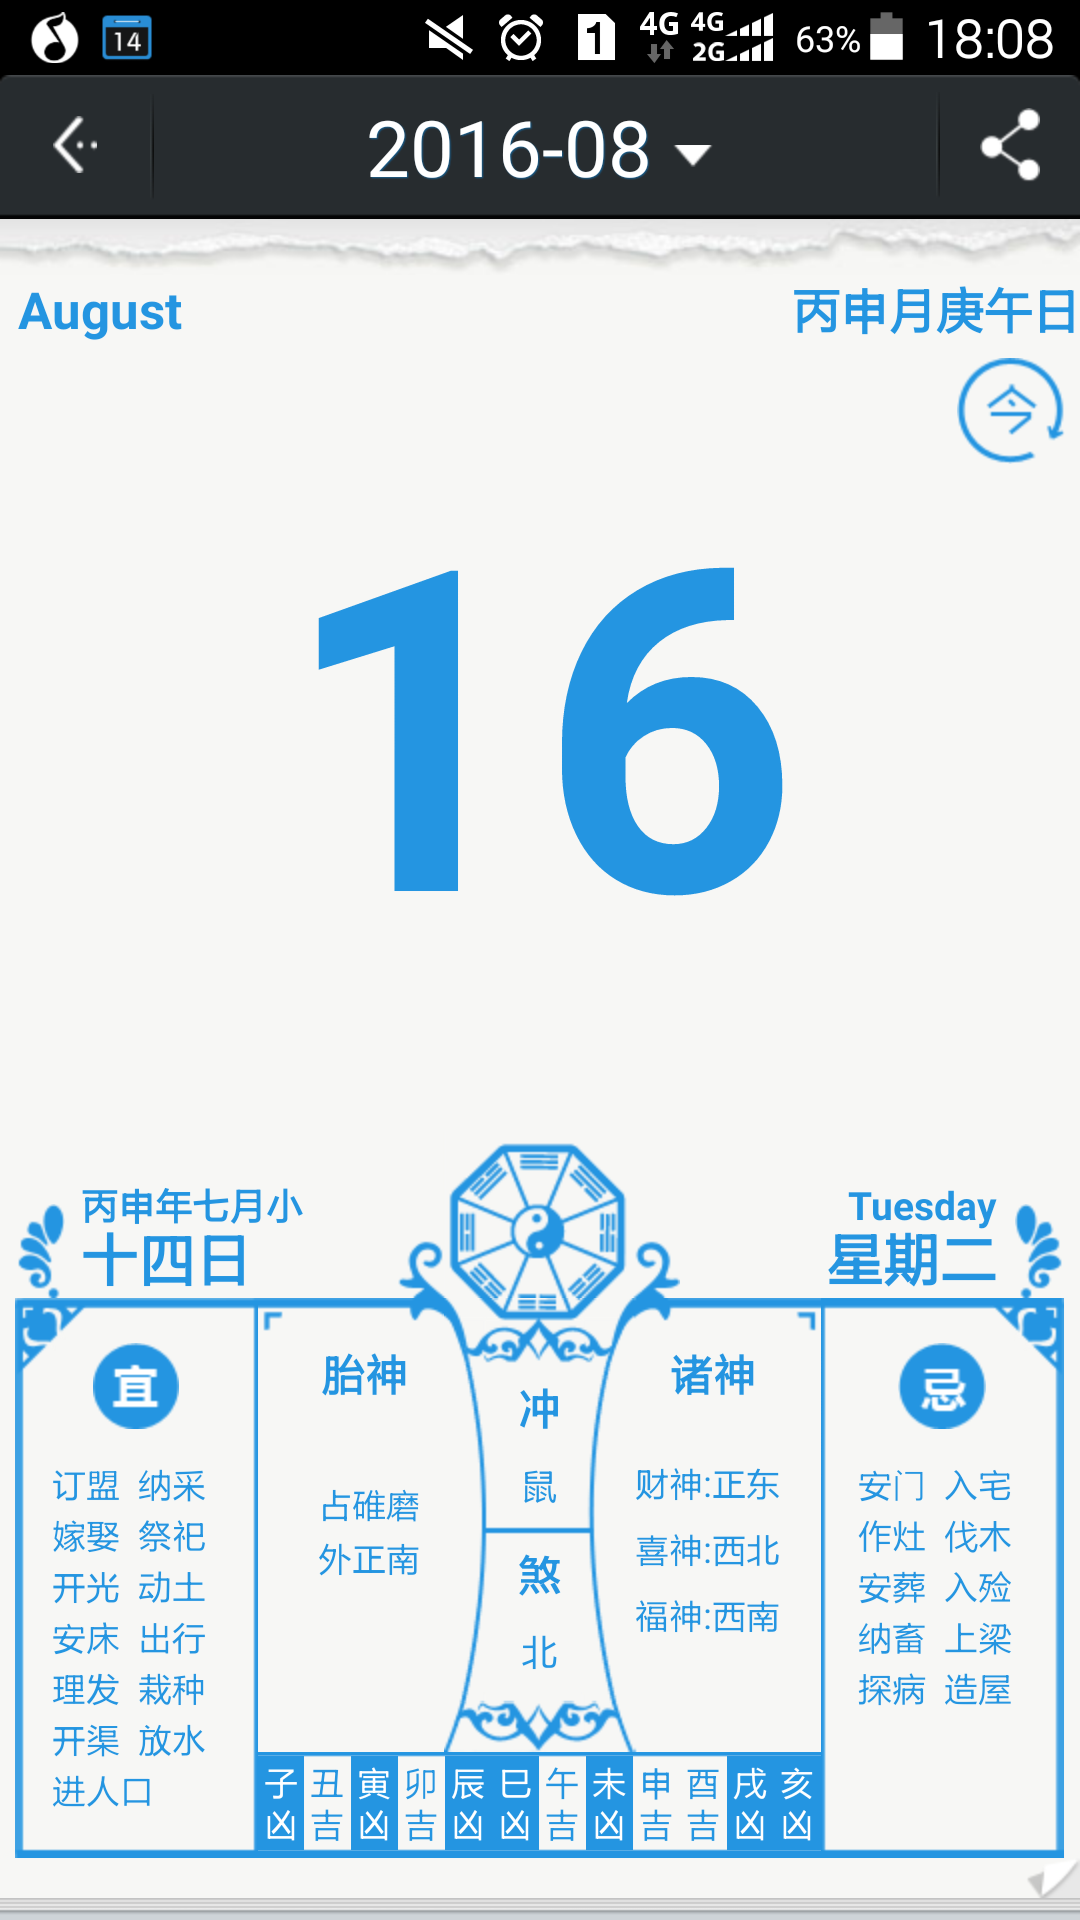 14 1 4G 4G 2G 63% 18:08
2016-08
August 丙申月庚午日
今
16
丙申年七月小 Tuesday
十四日 星期二
宜
订盟 纳采
嫁娶 祭祀
开光 动土
安床 出行
理发 栽种
开渠 放水
进人口
胎神
占碓磨
外正南
冲
鼠
煞
北
诸神
财神:正东
喜神:西北
福神:西南
忌
安门 入宅
作灶 伐木
安葬 入殓
纳畜 上梁
探病 造屋
子 丑 寅 卯 辰 巳 午 未 申 酉 戌 亥
凶 吉 凶 吉 凶 凶 吉 凶 吉 吉 凶 凶